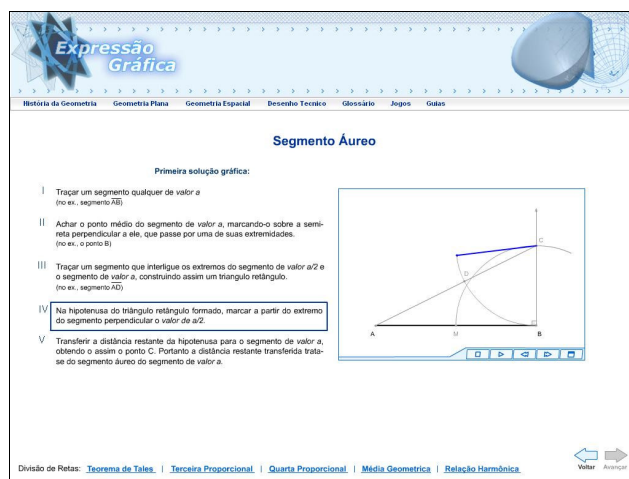 Expressão
Gráfica
História da Geometria Geometria Plana Geometria Espacial Desenho Tecnico Glossário Jogos Guias
Segmento Áureo
Primeira solução gráfica:
I Traçar um segmento qualquer de valor a
(no ex., segmento AB)
II Achar o ponto médio do segmento de valor a, marcando-o sobre a semi-
reta perpendicular a ele, que passe por uma de suas extremidades.
(no ex., o ponto B)
III Traçar um segmento que interligue os extremos do segmento de valor a/2 e
o segmento de valor a, construindo assim um triangulo retângulo.
(no ex., segmento AD)
IV Na hipotenusa do triângulo retângulo formado, marcar a partir do extremo
do segmento perpendicular o valor de a/2.
V Transferir a distância restante da hipotenusa para o segmento de valor a,
obtendo o assim o ponto C. Portanto a distância restante transferida trata-
se do segmento áureo do segmento de valor a.
C
D
A M B
Divisão de Retas: Teorema de Tales | Terceira Proporcional | Quarta Proporcional | Média Geometrica | Relação Harmônica
Voltar Avançar